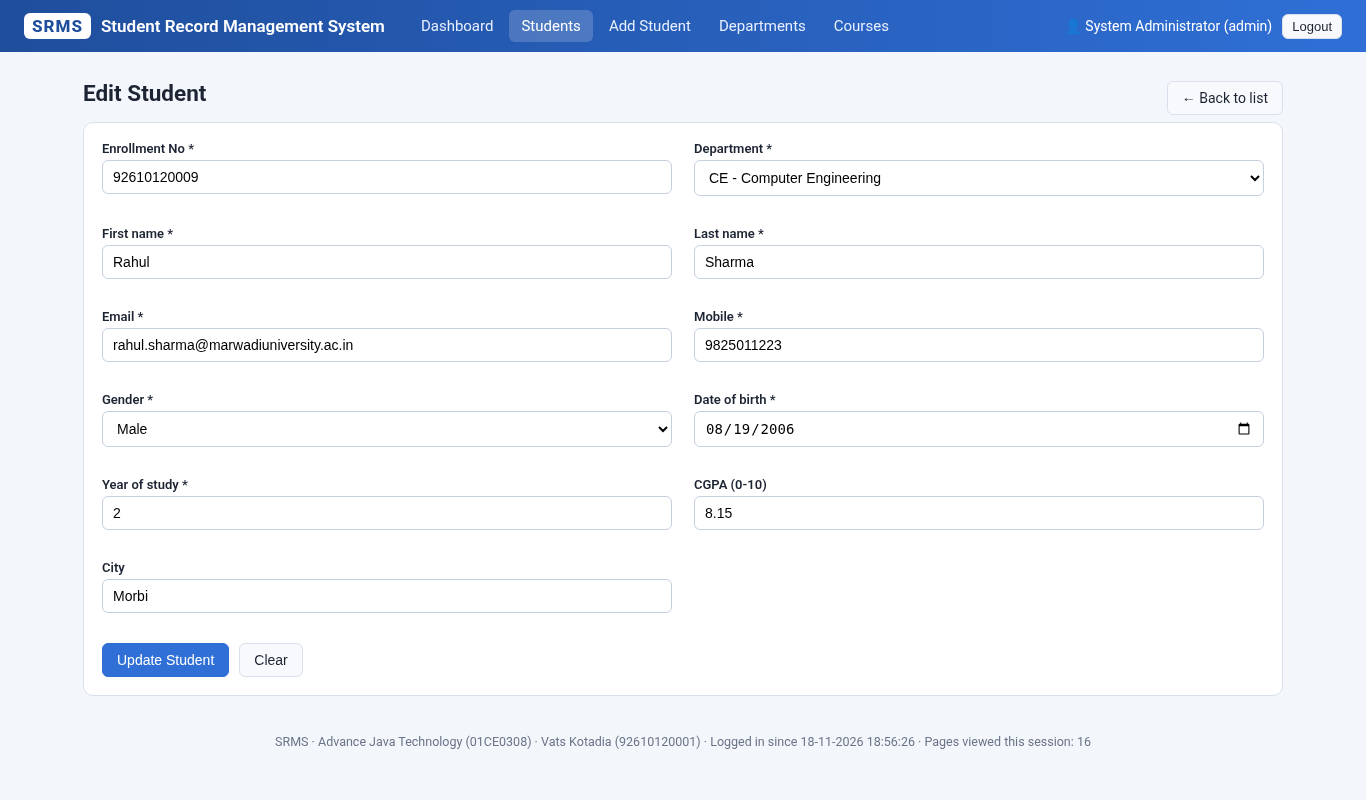 SRMS Student Record Management System Dashboard Students Add Student Departments Courses System Administrator (admin) Logout
Edit Student
← Back to list
Enrollment No * Department *
92610120009 CE - Computer Engineering
First name * Last name *
Rahul Sharma
Email * Mobile *
rahul.sharma@marwadiuniversity.ac.in 9825011223
Gender * Date of birth *
Male 08/19/2006
Year of study * CGPA (0-10)
2 8.15
City
Morbi
Update Student Clear
SRMS · Advance Java Technology (01CE0308) · Vats Kotadia (92610120001) · Logged in since 18-11-2026 18:56:26 · Pages viewed this session: 16